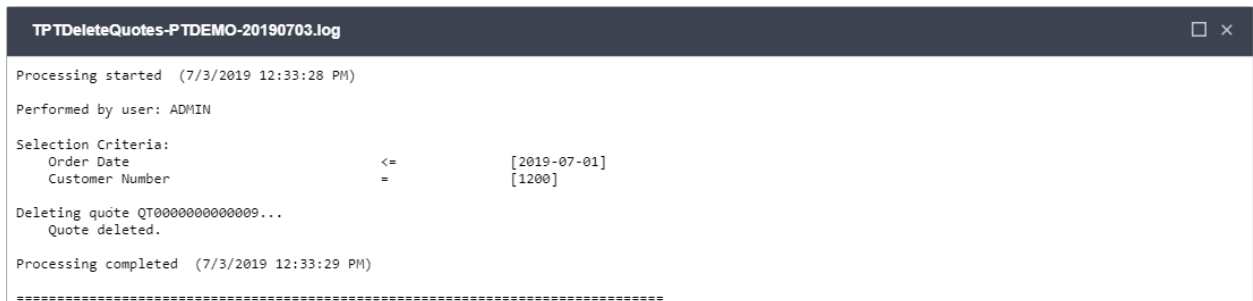 TPTDeleteQuotes-PTDEMO-20190703.log
Processing started  (7/3/2019 12:33:28 PM)
Performed by user: ADMIN
Selection Criteria:
    Order Date                               <=              [2019-07-01]
    Customer Number                          =               [1200]
Deleting quote QT0000000000009...
    Quote deleted.
Processing completed  (7/3/2019 12:33:29 PM)
================================================================================